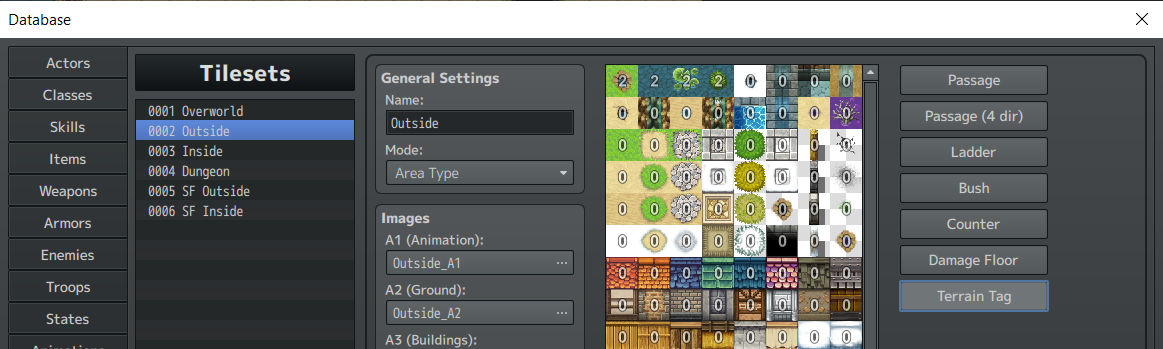 Database
Actors
Classes
Skills
Items
Weapons
Armors
Enemies
Troops
States
Tilesets
0001 Overworld
0002 Outside
0003 Inside
0004 Dungeon
0005 SF Outside
0006 SF Inside
General Settings
Name:
Outside
Mode:
Area Type
Images
A1 (Animation):
Outside_A1 ...
A2 (Ground):
Outside_A2 ...
A3 (Buildings):
2 2 2 2 0 0 0 0
0 0 0 0 0 0 0 0
0 0 0 0 0 0 0 0
0 0 0 0 0 0 0 0
0 0 0 0 0 0 0 0
0 0 0 0 0 0 0 0
0 0 0 0 0 0 0 0
0 0 0 0 0 0 0 0
0 0 0 0 0 0 0 0
Passage
Passage (4 dir)
Ladder
Bush
Counter
Damage Floor
Terrain Tag